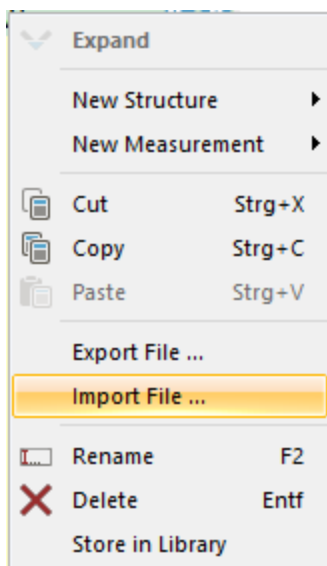 Expand
New Structure
New Measurement
Cut Strg+X
Copy Strg+C
Paste Strg+V
Export File ...
Import File ...
Rename F2
Delete Entf
Store in Library